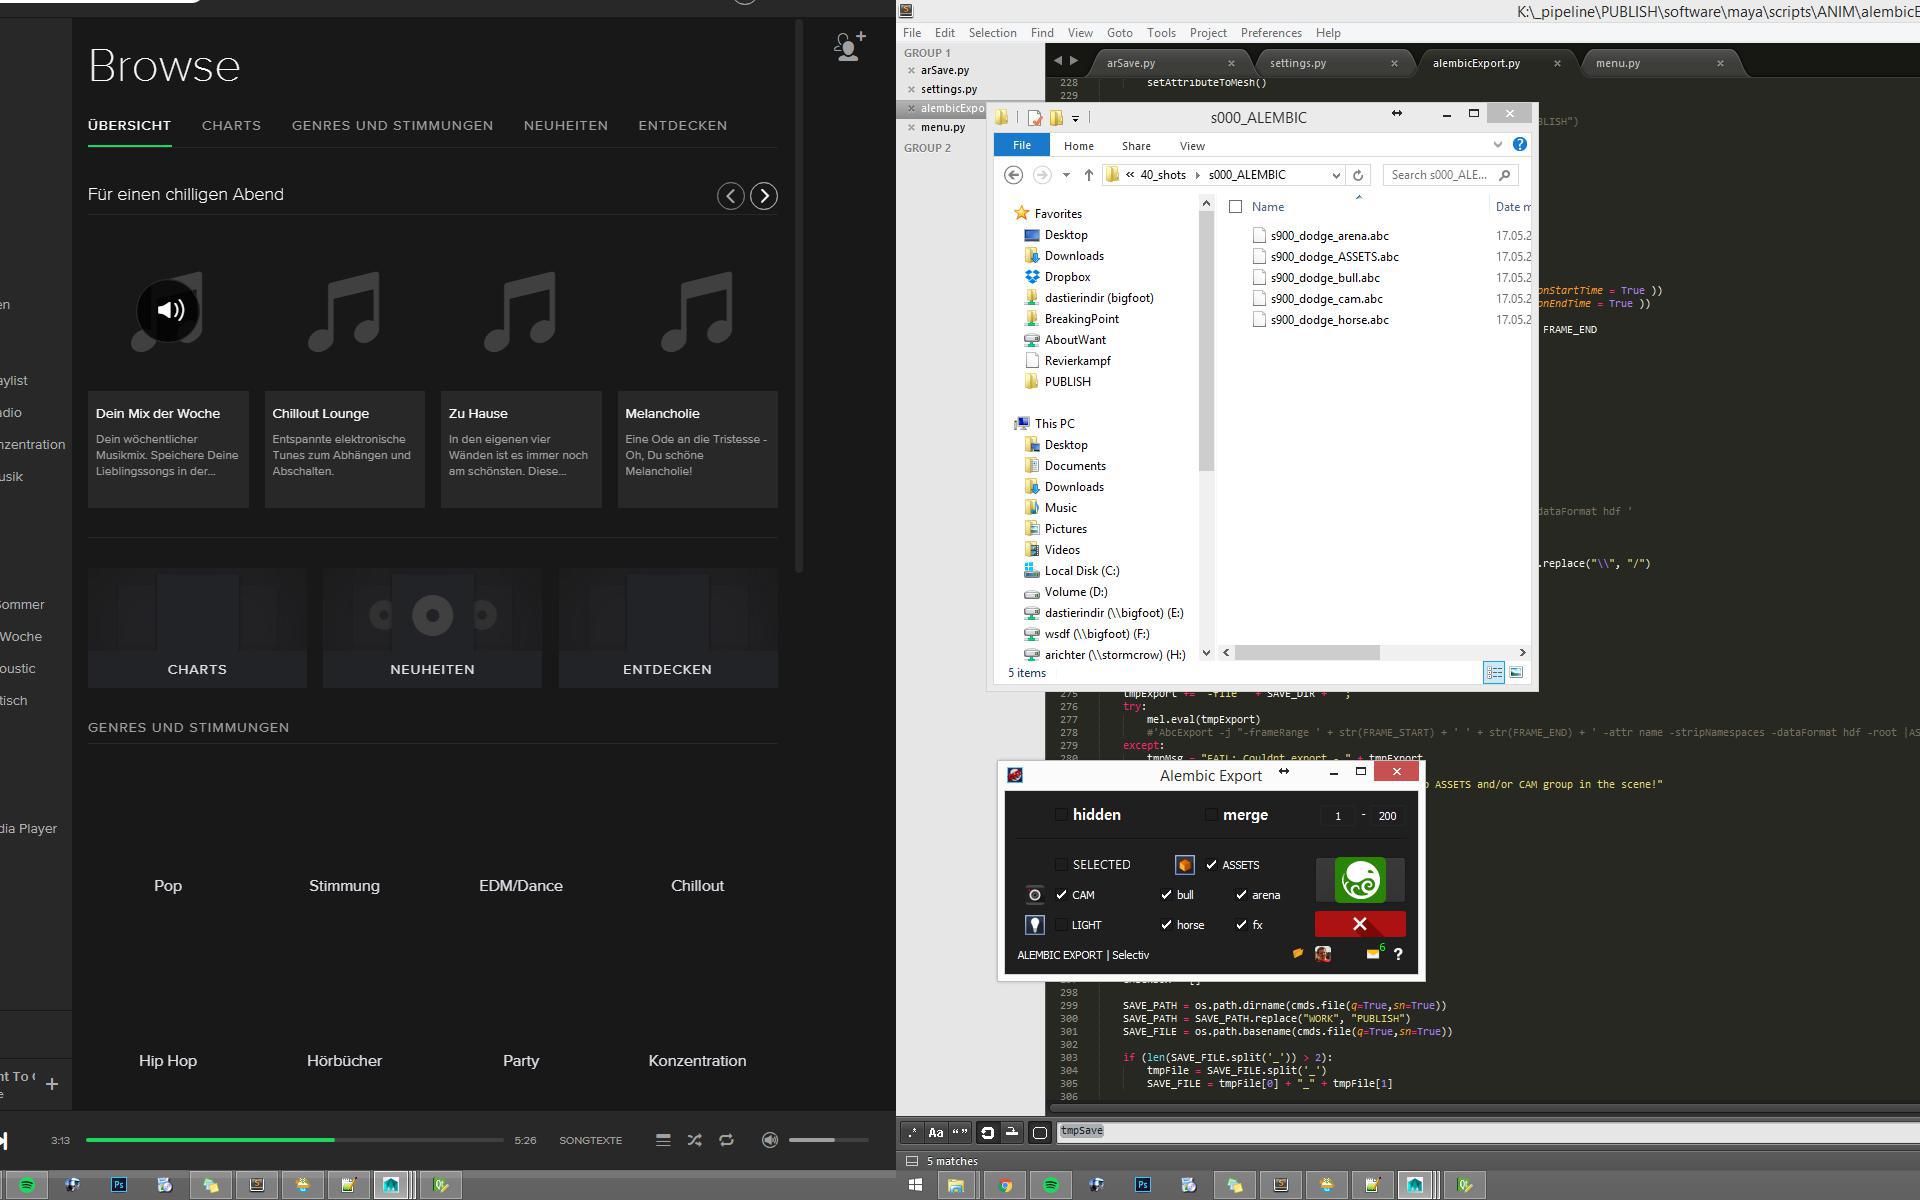 Browse
ÜBERSICHT
CHARTS
GENRES UND STIMMUNGEN
NEUHEITEN
ENTDECKEN
Für einen chilligen Abend
Dein Mix der Woche
Dein wöchentlicher
Musikmix. Speichere Deine
Lieblingssongs in der...
Chillout Lounge
Entspannte elektronische
Tunes zum Abhängen und
Abschalten.
Zu Hause
In den eigenen vier
Wänden ist es immer noch
am schönsten. Diese...
Melancholie
Eine Ode an die Tristesse -
Oh, Du schöne
Melancholie!
CHARTS
NEUHEITEN
ENTDECKEN
GENRES UND STIMMUNGEN
Pop
Stimmung
EDM/Dance
Chillout
Hip Hop
Hörbücher
Party
Konzentration
en
aylist
adio
nzentration
usik
Sommer
Woche
oustic
tisch
dia Player
nt To
e
3:13
5:26
SONGTEXTE
K:\_pipeline\PUBLISH\software\maya\scripts\ANIM\alembicE
File Edit Selection Find View Goto Tools Project Preferences Help
GROUP 1
arSave.py
settings.py
alembicExpo
menu.py
GROUP 2
arSave.py
settings.py
alembicExport.py
menu.py
228 setAttributeToMesh()
229
BLISH")
onStartTime = True ))
onEndTime = True ))
FRAME_END
dataFormat hdf '
.replace("\\", "/")
s000_ALEMBIC
File Home Share View
« 40_shots › s000_ALEMBIC
Search s000_ALE...
Favorites
Desktop
Downloads
Dropbox
dastierindir (bigfoot)
BreakingPoint
AboutWant
Revierkampf
PUBLISH
This PC
Desktop
Documents
Downloads
Music
Pictures
Videos
Local Disk (C:)
Volume (D:)
dastierindir (\\bigfoot) (E:)
wsdf (\\bigfoot) (F:)
arichter (\\stormcrow) (H:)
Name Date m
s900_dodge_arena.abc 17.05.2
s900_dodge_ASSETS.abc 17.05.2
s900_dodge_bull.abc 17.05.2
s900_dodge_cam.abc 17.05.2
s900_dodge_horse.abc 17.05.2
5 items
275 tmpExport += "-file " + SAVE_DIR + ";
276 try:
277 mel.eval(tmpExport)
278 #'AbcExport -j "-frameRange ' + str(FRAME_START) + ' ' + str(FRAME_END) + ' -attr name -stripNamespaces -dataFormat hdf -root |AS
279 except:
280 tmpMsg = "FAIL: Couldnt export - " + tmpExport
o ASSETS and/or CAM group in the scene!"
Alembic Export
hidden
merge
1 - 200
SELECTED
ASSETS
CAM
bull
arena
LIGHT
horse
fx
ALEMBIC EXPORT | Selectiv
6
?
298
299 SAVE_PATH = os.path.dirname(cmds.file(q=True,sn=True))
300 SAVE_PATH = SAVE_PATH.replace("WORK", "PUBLISH")
301 SAVE_FILE = os.path.basename(cmds.file(q=True,sn=True))
302
303 if (len(SAVE_FILE.split('_')) > 2):
304 tmpFile = SAVE_FILE.split('_')
305 SAVE_FILE = tmpFile[0] + "_" + tmpFile[1]
306
.* Aa “” tmpSave
5 matches